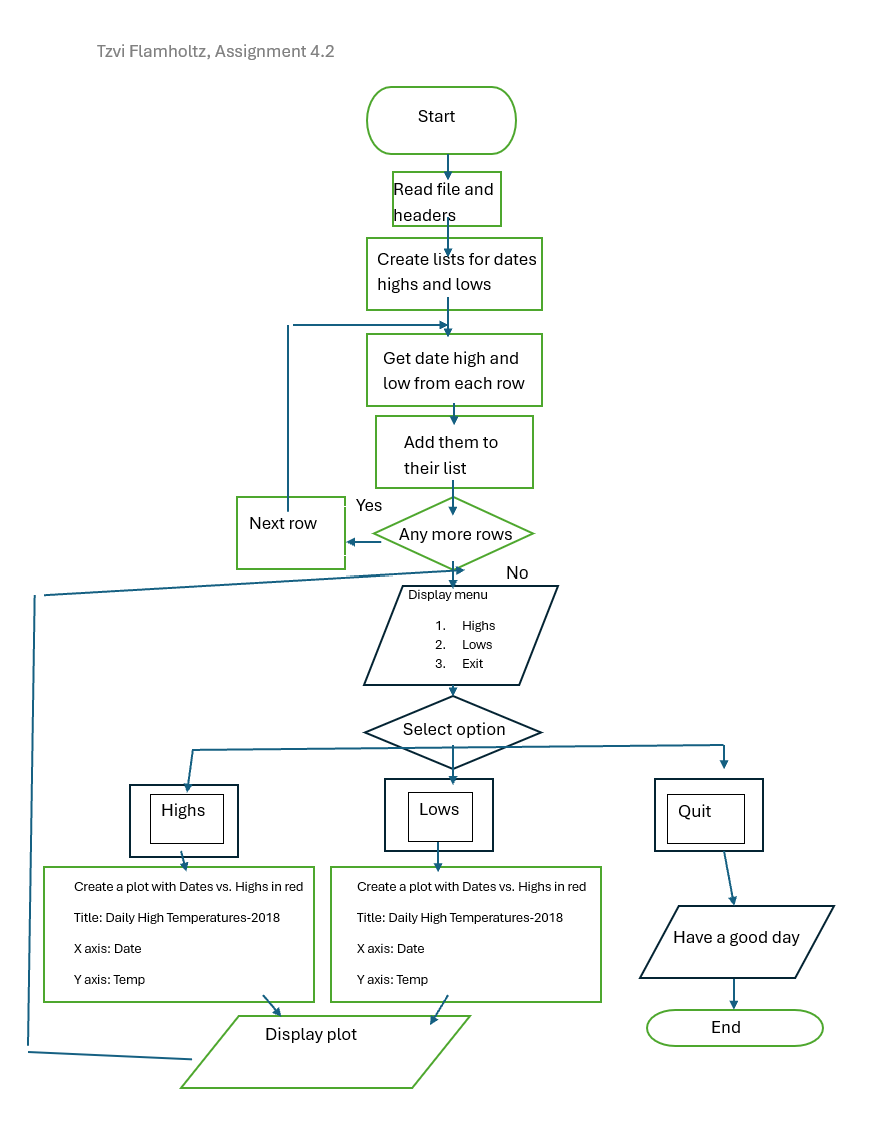 Tzvi Flamholtz, Assignment 4.2
Start
Read file and
headers
Create lists for dates
highs and lows
Get date high and
low from each row
Add them to
their list
Yes
Next row
Any more rows
No
Display menu
1. Highs
2. Lows
3. Exit
Select option
Highs
Lows
Quit
Create a plot with Dates vs. Highs in red
Title: Daily High Temperatures-2018
X axis: Date
Y axis: Temp
Create a plot with Dates vs. Highs in red
Title: Daily High Temperatures-2018
X axis: Date
Y axis: Temp
Have a good day
Display plot
End